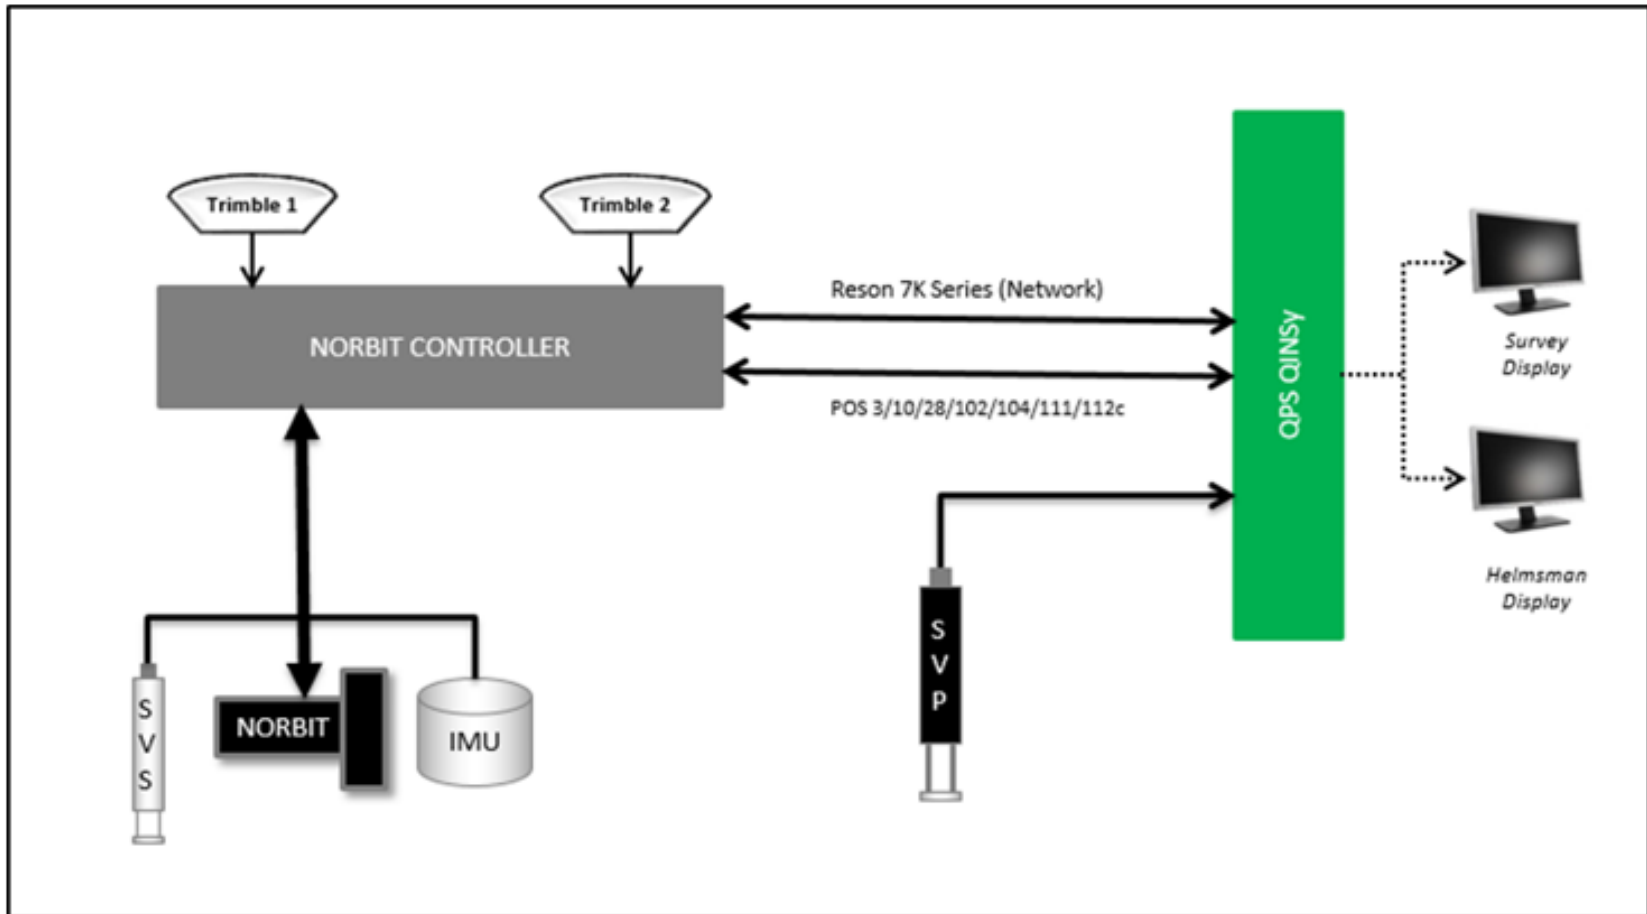 Trimble 1
Trimble 2
Reson 7K Series (Network)
NORBIT CONTROLLER
POS 3/10/28/102/104/111/112c
QPS QINSy
Survey
Display
Helmsman
Display
S
V
P
S
V
S
NORBIT
IMU